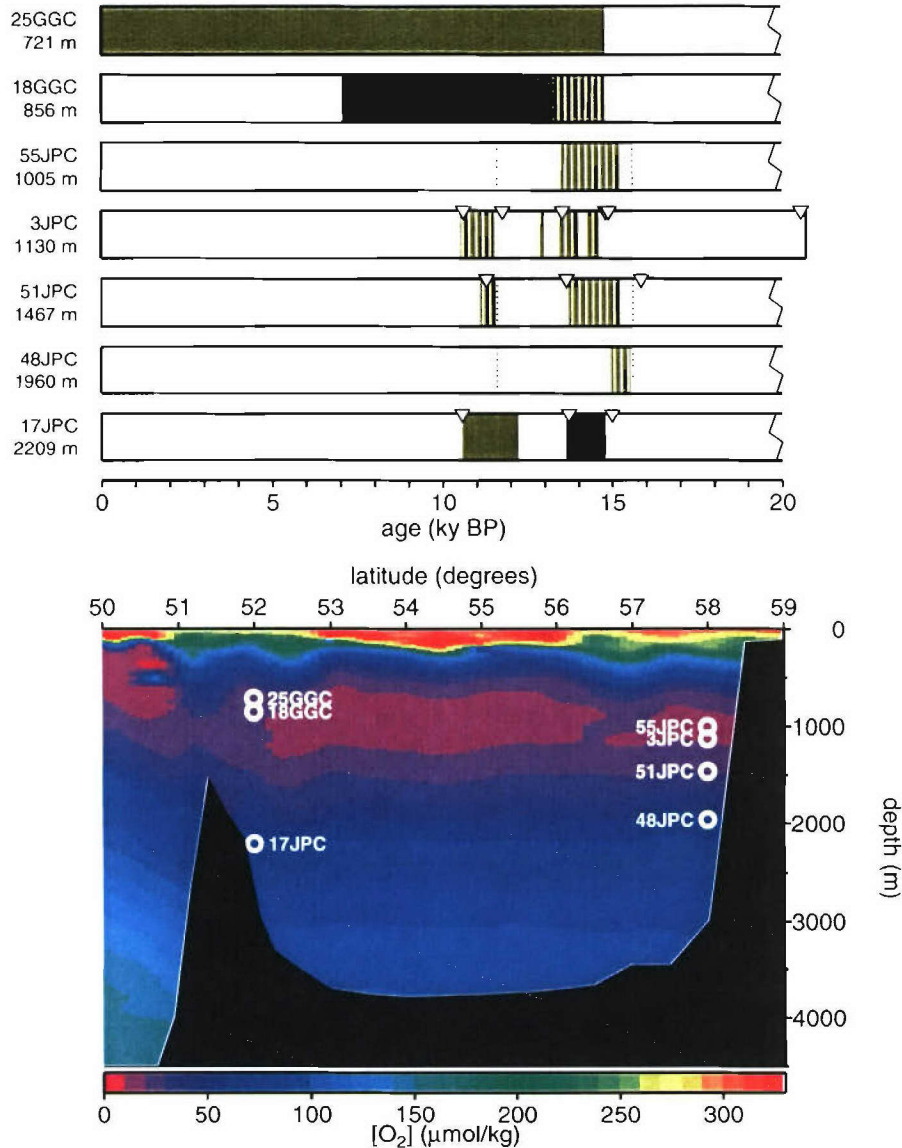 25GGC
721 m
18GGC
856 m
55JPC
1005 m
3JPC
1130 m
51JPC
1467 m
48JPC
1960 m
17JPC
2209 m
0 5 10 15 20
age (ky BP)
latitude (degrees)
50 51 52 53 54 55 56 57 58 59
0
25GGC
18GGC
55JPC
3JPC
1000
51JPC
48JPC
2000
17JPC
depth (m)
3000
4000
0 50 100 150 200 250 300
[O₂] (μmol/kg)